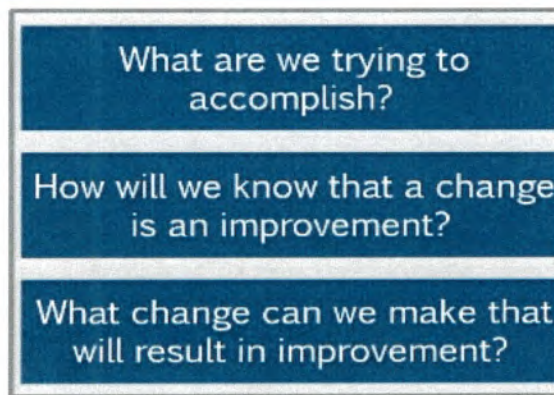 What are we trying to
accomplish?
How will we know that a change
is an improvement?
What change can we make that
will result in improvement?